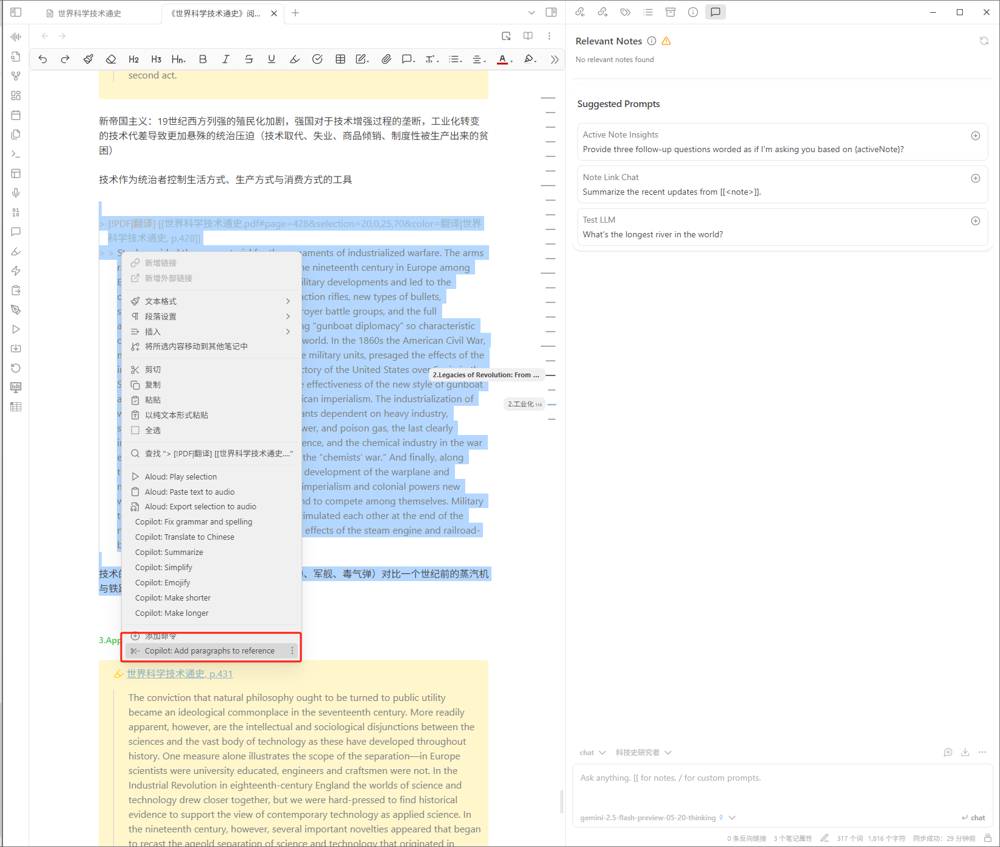 世界科学技术通史
《世界科学技术通史》阅...
H2 H3 Hn
second act.
新帝国主义：19世纪西方列强的殖民化加剧，强国对于技术增强过程的垄断，工业化转变
的技术代差导致更加悬殊的统治压迫（技术取代、失业、商品倾销、制度性被生产出来的贫
困）
技术作为统治者控制生活方式、生产方式与消费方式的工具
> [!PDF|翻译] [[世界科学技术通史.pdf#page=428&selection=20,0,25,70&color=翻译|世界
科学技术通史, p.428]]
naments of industrialized warfare. The arms
he nineteenth century in Europe among
ilitary developments and led to the
action rifles, new types of bullets,
royer battle groups, and the full
ng “gunboat diplomacy” so characteristic
world. In the 1860s the American Civil War,
e military units, presaged the effects of the
ctory of the United States over
e effectiveness of the new style of gunboat
ican imperialism. The industrialization of
ants dependent on heavy industry,
wer, and poison gas, the last clearly
ence, and the chemical industry in the war
the “chemists’ war.” And finally, along
development of the warplane and
imperialism and colonial powers new
nd to compete among themselves. Military
imulated each other at the end of the
effects of the steam engine and railroad-
技术的
、军舰、毒气弹）对比一个世纪前的蒸汽机
与铁路
新增链接
新增外部链接
文本格式
段落设置
插入
将所选内容移动到其他笔记中
剪切
复制
粘贴
以纯文本形式粘贴
全选
查找 "> [!PDF|翻译] [[世界科学技术通史...."
Aloud: Play selection
Aloud: Paste text to audio
Aloud: Export selection to audio
Copilot: Fix grammar and spelling
Copilot: Translate to Chinese
Copilot: Summarize
Copilot: Simplify
Copilot: Emojify
Copilot: Make shorter
Copilot: Make longer
添加命令
Copilot: Add paragraphs to reference
2.Legacies of Revolution: From ...
2.工业化 H4
3.App
世界科学技术通史, p.431
The conviction that natural philosophy ought to be turned to public utility
became an ideological commonplace in the seventeenth century. More readily
apparent, however, are the intellectual and sociological disjunctions between the
sciences and the vast body of technology as these have developed throughout
history. One measure alone illustrates the scope of the separation—in Europe
scientists were university educated, engineers and craftsmen were not. In the
Industrial Revolution in eighteenth-century England the worlds of science and
technology drew closer together, but we were hard-pressed to find historical
evidence to support the view of contemporary technology as applied science. In
the nineteenth century, however, several important novelties appeared that began
to recast the ageold separation of science and technology that originated in
Relevant Notes
No relevant notes found
Suggested Prompts
Active Note Insights
Provide three follow-up questions worded as if I'm asking you based on {activeNote}?
Note Link Chat
Summarize the recent updates from [[<note>]].
Test LLM
What's the longest river in the world?
chat 科技史研究者
Ask anything. [[ for notes. / for custom prompts.
gemini-2.5-flash-preview-05-20-thinking
chat
0 条反向链接 3 个笔记属性 317 个词 1,816 个字符 同步成功：29 分钟前